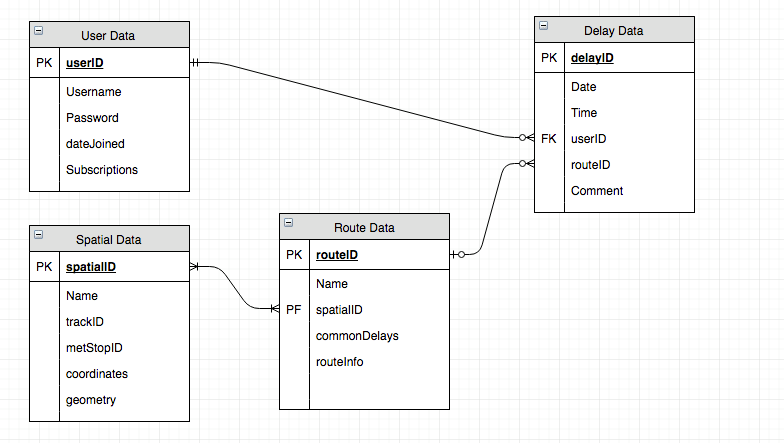 User Data
PK userID
Username
Password
dateJoined
Subscriptions
Delay Data
PK delayID
Date
Time
FK userID
routeID
Comment
Spatial Data
PK spatialID
Name
trackID
metStopID
coordinates
geometry
Route Data
PK routeID
Name
PF spatialID
commonDelays
routeInfo